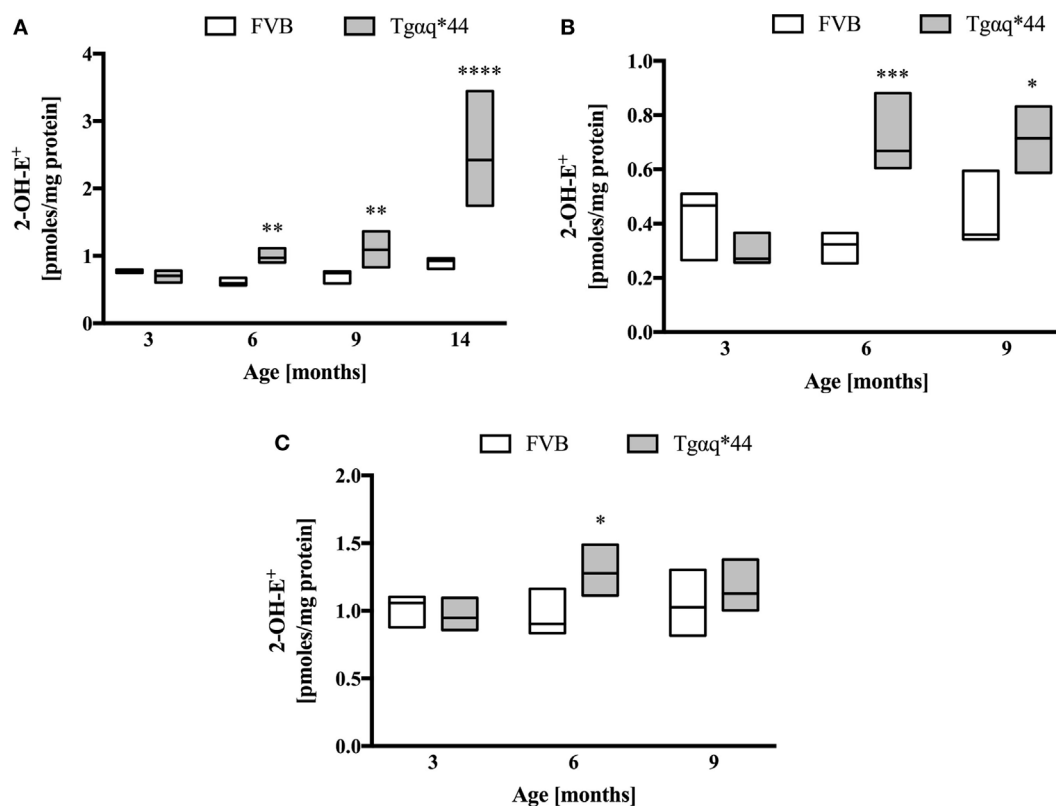 A
FVB Tgαq*44
2-OH-E+
[pmoles/mg protein]
4
3
2
1
0
**
**
****
3 6 9 14
Age [months]
B
FVB Tgαq*44
2-OH-E+
[pmoles/mg protein]
1.0
0.8
0.6
0.4
0.2
0.0
***
*
3 6 9
Age [months]
C
FVB Tgαq*44
2-OH-E+
[pmoles/mg protein]
2.0
1.5
1.0
0.5
0.0
*
3 6 9
Age [months]